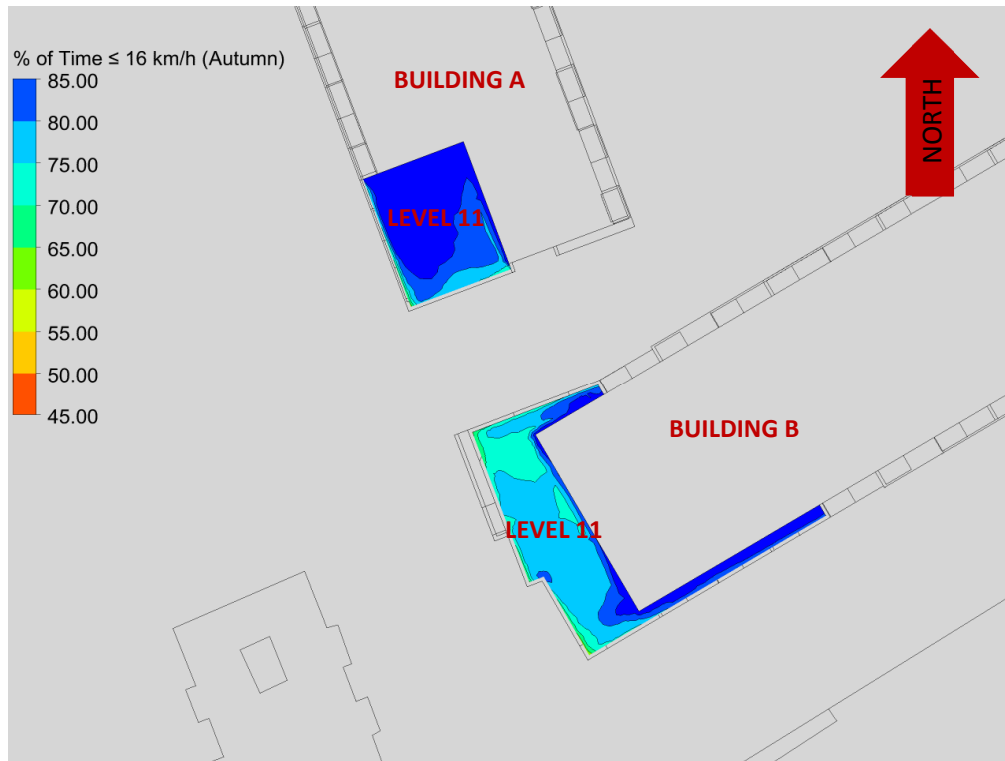 % of Time ≤ 16 km/h (Autumn)
85.00
80.00
75.00
70.00
65.00
60.00
55.00
50.00
45.00
BUILDING A
NORTH
LEVEL 11
BUILDING B
LEVEL 11